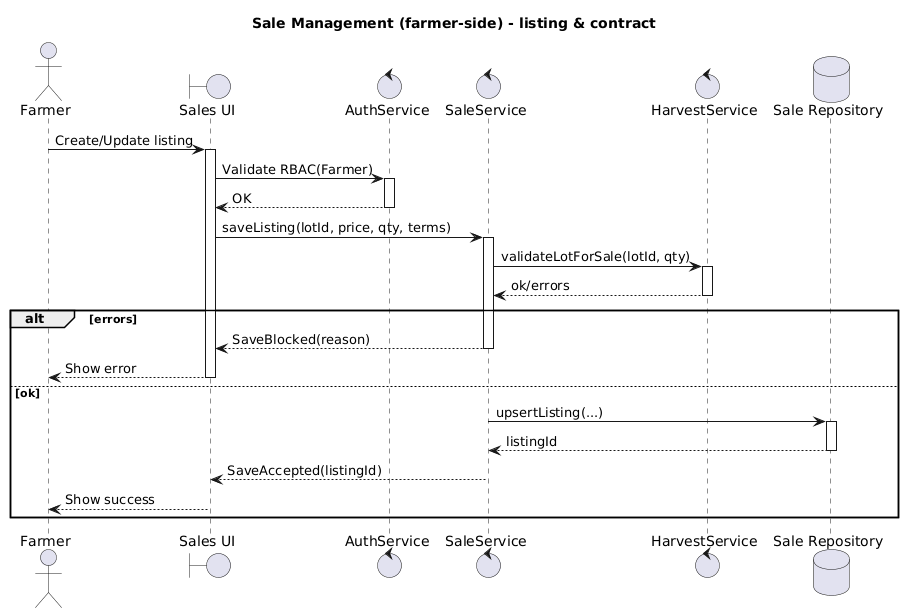 Sale Management (farmer-side) - listing & contract
Farmer
Sales UI
AuthService
SaleService
HarvestService
Sale Repository
Create/Update listing
Validate RBAC(Farmer)
OK
saveListing(lotId, price, qty, terms)
validateLotForSale(lotId, qty)
ok/errors
alt
[errors]
SaveBlocked(reason)
Show error
[ok]
upsertListing(...)
listingId
SaveAccepted(listingId)
Show success
Farmer
Sales UI
AuthService
SaleService
HarvestService
Sale Repository